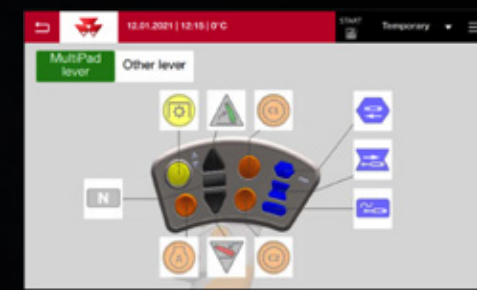 12.01.2021 | 12:15 | 0°C
START
Temporary
MultiPad
lever
Other lever
C1
N
A
C2